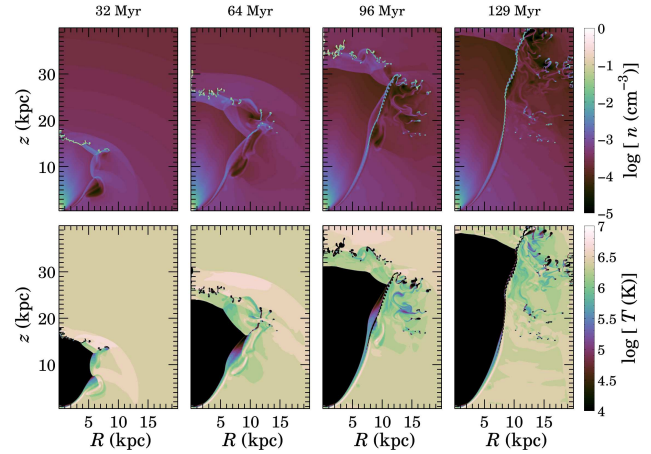 32 Myr 64 Myr 96 Myr 129 Myr
z (kpc)
30
20
10
log [ n (cm⁻³)
0
−1
−2
−3
−4
−5
z (kpc)
30
20
10
log [ T (K)]
7
6.5
6
5.5
5
4.5
4
5 10 15 5 10 15 5 10 15 5 10 15
R (kpc) R (kpc) R (kpc) R (kpc)